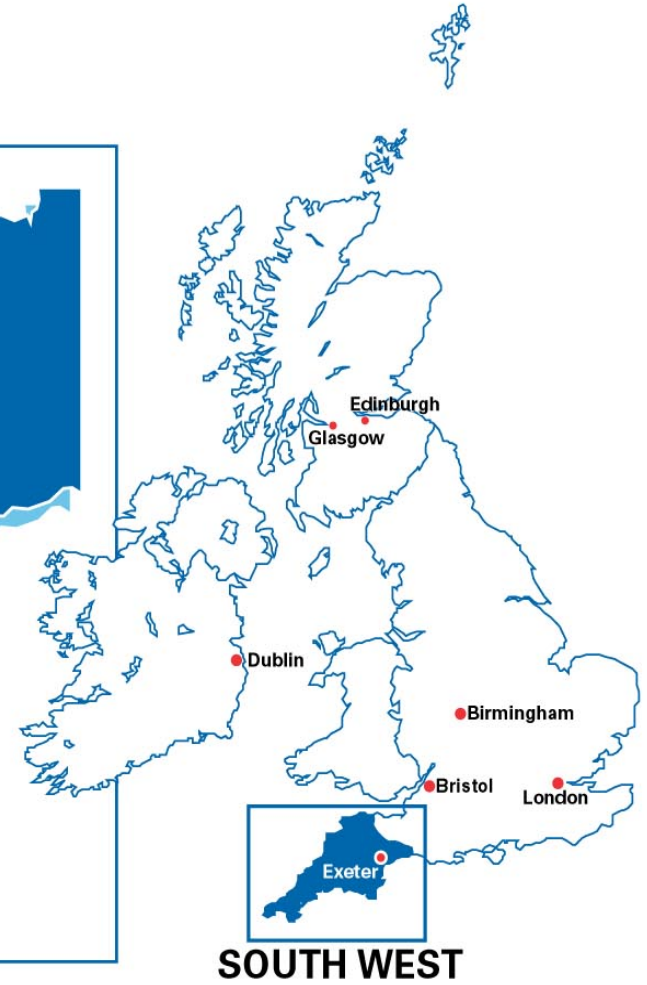 Edinburgh
Glasgow
Dublin
Birmingham
Bristol
London
Exeter
SOUTH WEST